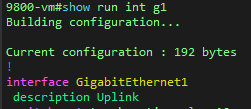 9800-vm#show run int g1
Building configuration...
Current configuration : 192 bytes
!
interface GigabitEthernet1
description Uplink